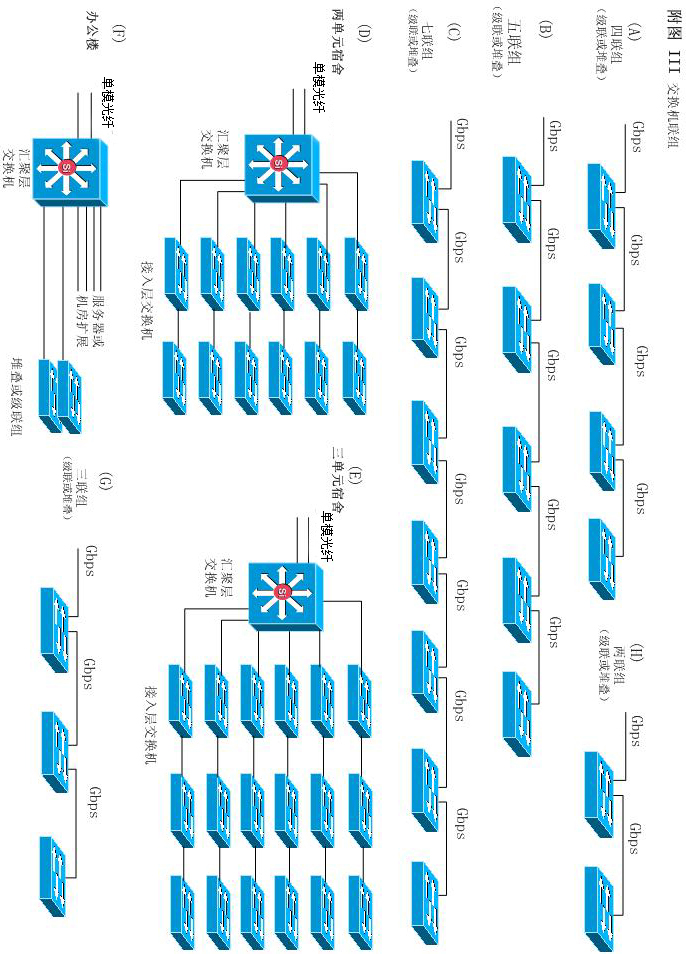 附图 III 交换机联组
(A)
四联组
(级联或堆叠)
Gbps
Gbps
Gbps
Gbps
(H)
两联组
(级联或堆叠)
Gbps
Gbps
(B)
五联组
(级联或堆叠)
Gbps
Gbps
Gbps
Gbps
Gbps
(C)
七联组
(级联或堆叠)
Gbps
Gbps
Gbps
Gbps
Gbps
Gbps
Gbps
(D)
两单元宿舍
单模光纤
Si
汇聚层
交换机
接入层交换机
(E)
三单元宿舍
单模光纤
Si
汇聚层
交换机
接入层交换机
(F)
办公楼
单模光纤
Si
汇聚层
交换机
服务器或
机房扩展
堆叠或级联组
(G)
三联组
(级联或堆叠)
Gbps
Gbps
Gbps